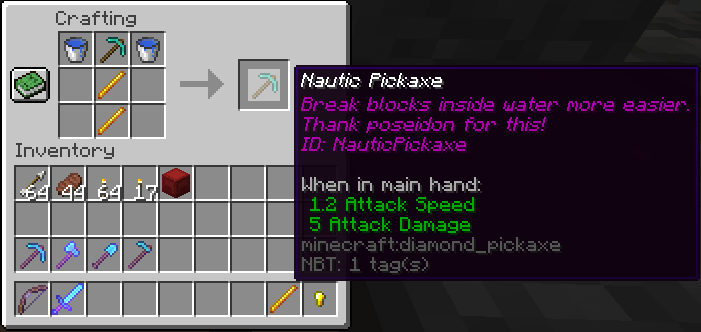 Crafting
Nautic Pickaxe
Break blocks inside water more easier.
Thank poseidon for this!
ID: NauticPickaxe
Inventory
64 44 64 17
When in main hand:
1.2 Attack Speed
5 Attack Damage
minecraft:diamond_pickaxe
NBT: 1 tag(s)